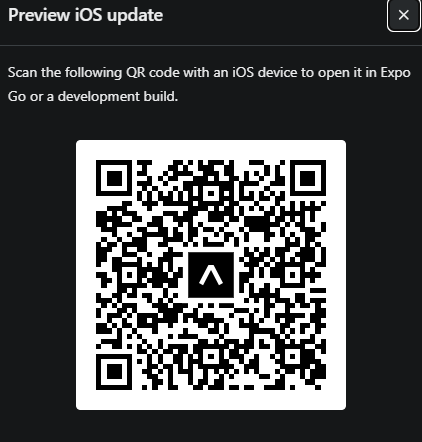 Preview iOS update
Scan the following QR code with an iOS device to open it in Expo
Go or a development build.